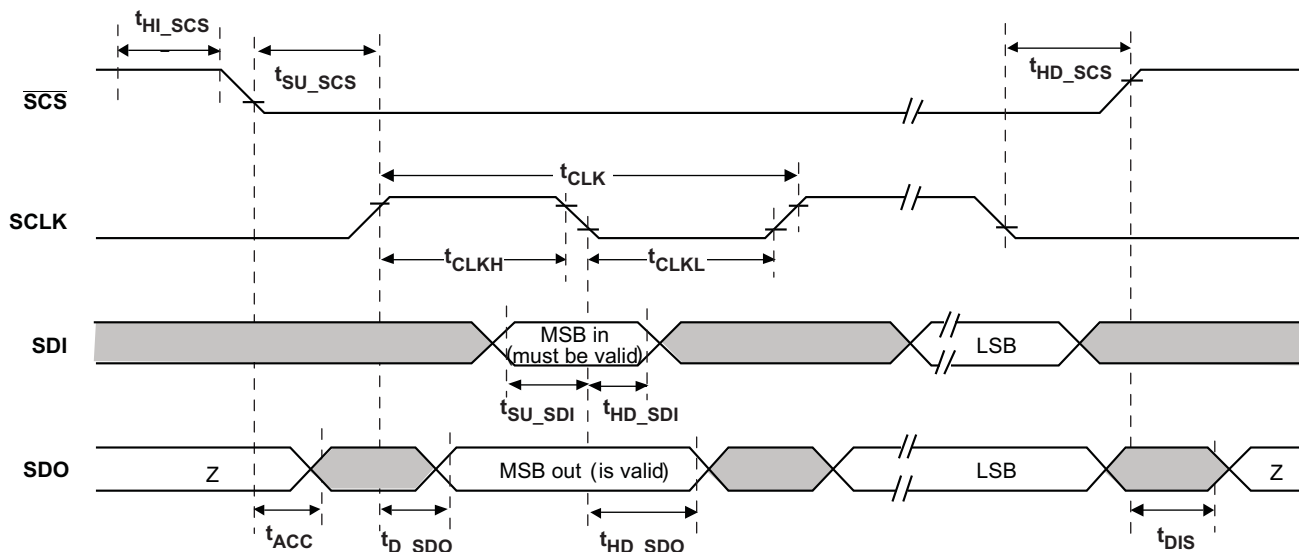 tHI_SCS
tSU_SCS
tHD_SCS
SCS
tCLK
SCLK
tCLKH
tCLKL
SDI
MSB in
(must be valid)
LSB
tSU_SDI
tHD_SDI
SDO
Z
MSB out (is valid)
LSB
Z
tACC
tD_SDO
tHD_SDO
tDIS